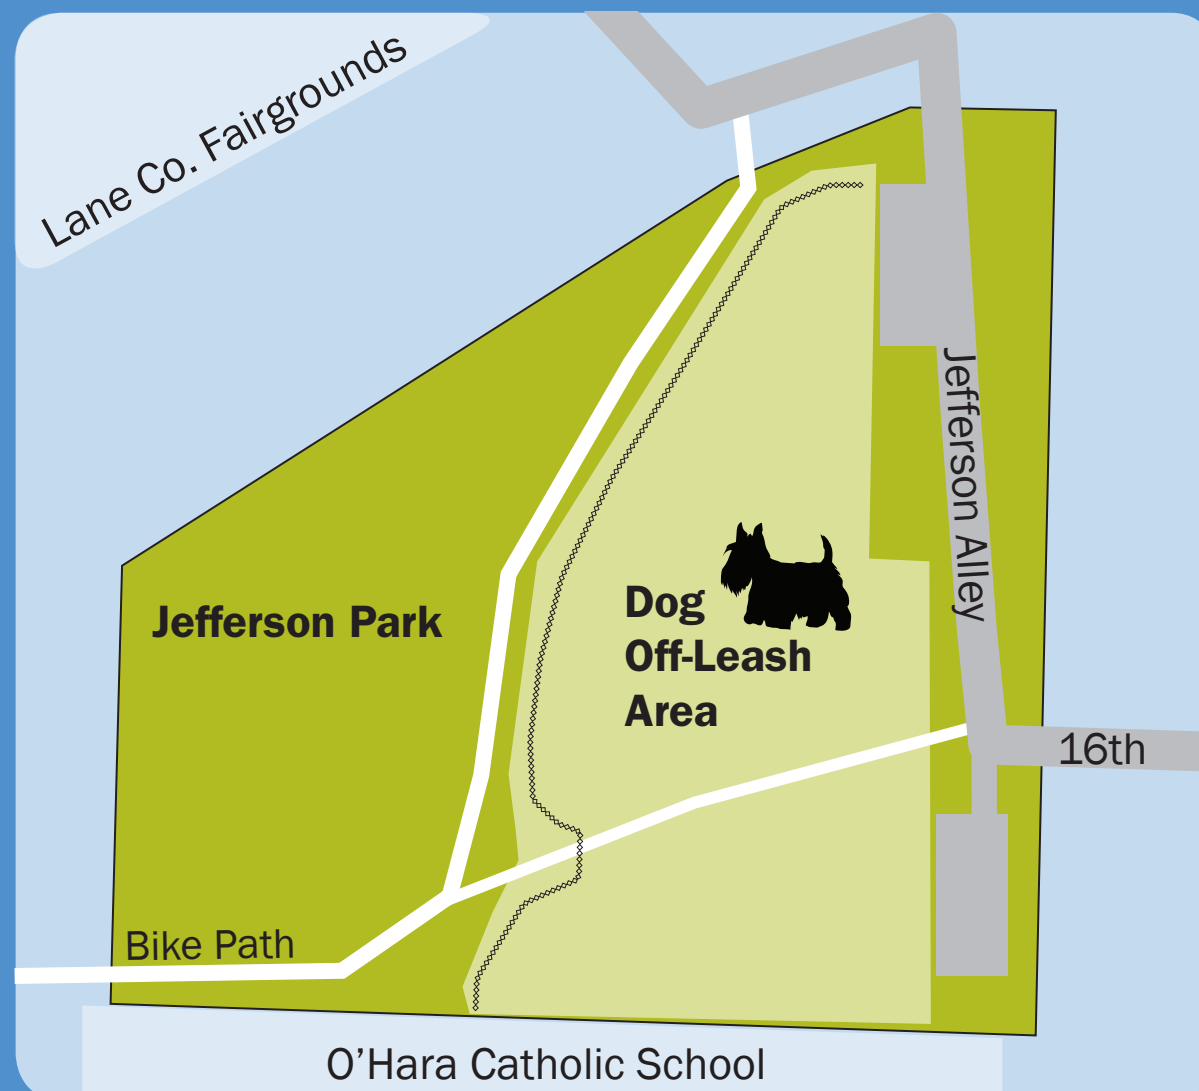 Lane Co. Fairgrounds
Jefferson Alley
Dog
Off-Leash
Area
Jefferson Park
16th
Bike Path
O’Hara Catholic School